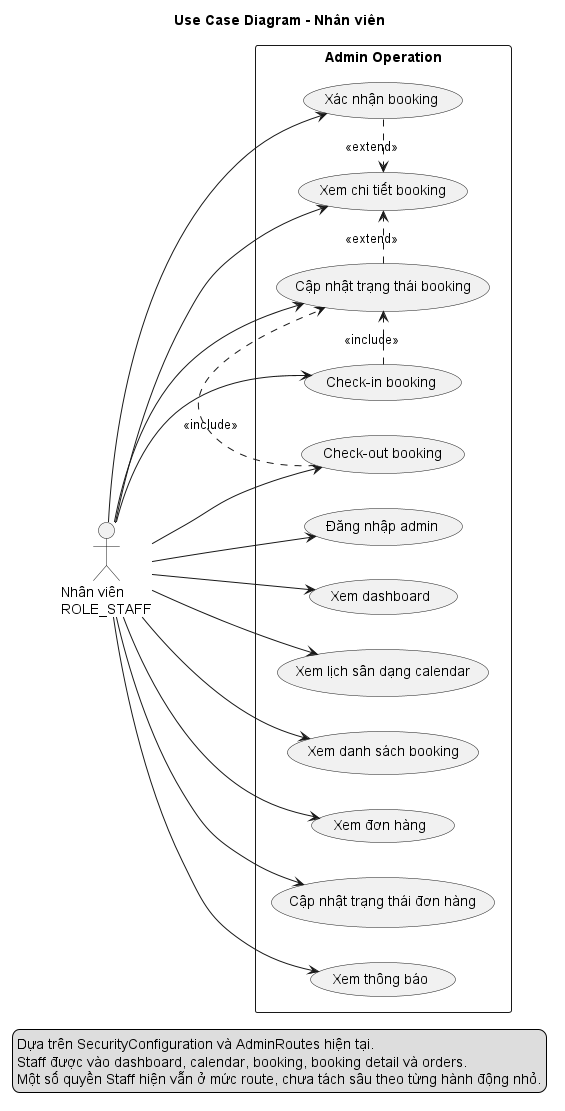 Use Case Diagram - Nhân viên
Admin Operation
Xác nhận booking
«extend»
Xem chi tiết booking
«extend»
Cập nhật trạng thái booking
«include»
Check-in booking
«include»
Check-out booking
Đăng nhập admin
Nhân viên
ROLE_STAFF
Xem dashboard
Xem lịch sân dạng calendar
Xem danh sách booking
Xem đơn hàng
Cập nhật trạng thái đơn hàng
Xem thông báo
Dựa trên SecurityConfiguration và AdminRoutes hiện tại.
Staff được vào dashboard, calendar, booking, booking detail và orders.
Một số quyền Staff hiện vẫn ở mức route, chưa tách sâu theo từng hành động nhỏ.